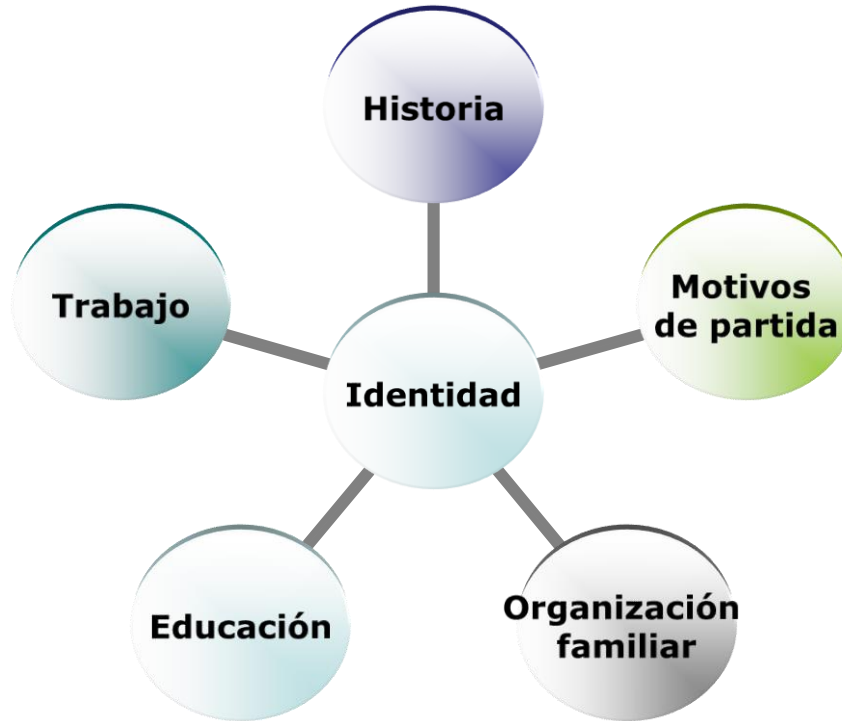 Historia
Trabajo
Motivos
de partida
Identidad
Educación
Organización
familiar